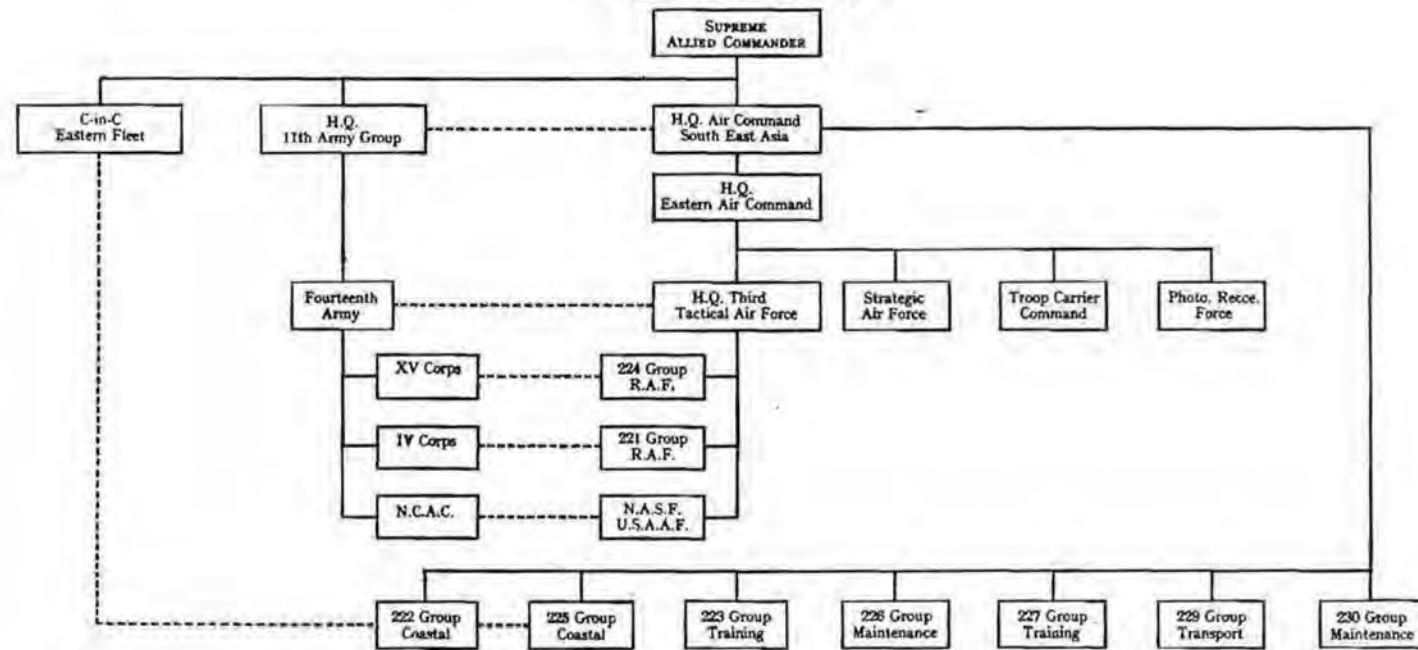 SUPREME
ALLIED COMMANDER
C-in-C
Eastern Fleet
H.Q.
11th Army Group
H.Q. Air Command
South East Asia
H.Q.
Eastern Air Command
Fourteenth
Army
H.Q. Third
Tactical Air Force
Strategic
Air Force
Troop Carrier
Command
Photo. Recce.
Force
XV Corps
224 Group
R.A.F.
IV Corps
221 Group
R.A.F.
N.C.A.C.
N.A.S.F.
U.S.A.A.F.
222 Group
Coastal
225 Group
Coastal
223 Group
Training
226 Group
Maintenance
227 Group
Training
229 Group
Transport
230 Group
Maintenance